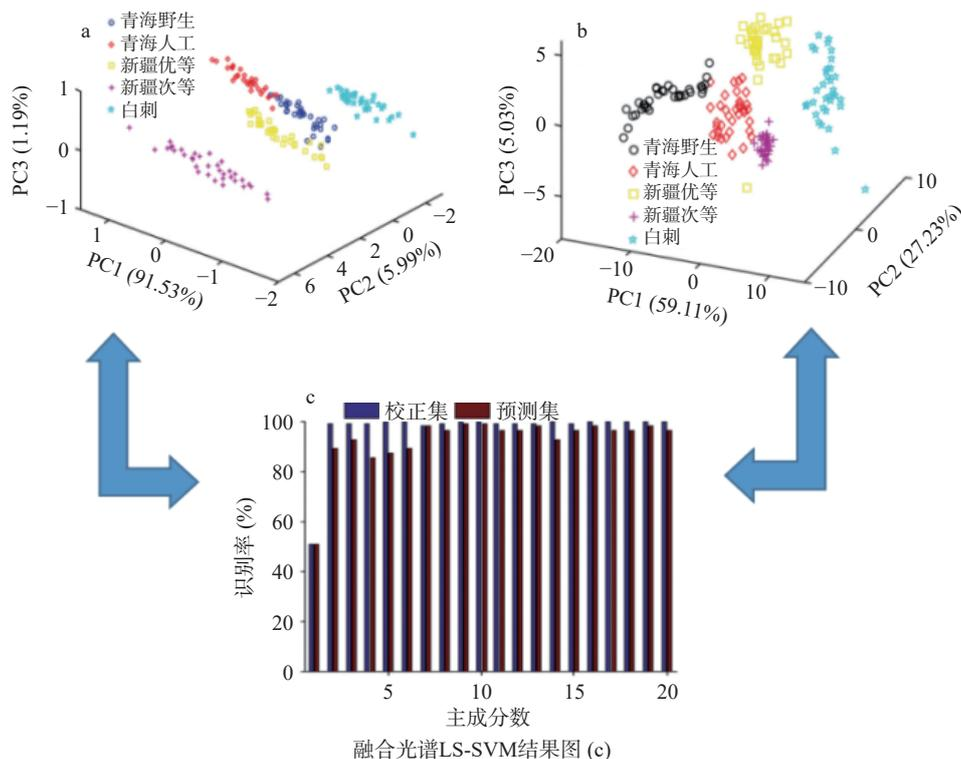 a
青海野生
青海人工
新疆优等
新疆次等
白刺
PC3 (1.19%)
1
0
−1
1
0
−1
−2
PC1 (91.53%)
6
4
2
0
−2
PC2 (5.99%)
b
PC3 (5.03%)
5
0
−5
青海野生
青海人工
新疆优等
新疆次等
白刺
−20
−10
0
10
PC1 (59.11%)
−10
0
10
PC2 (27.23%)
c
校正集 预测集
识别率 (%)
100
80
60
40
20
0
5 10 15 20
主成分数
融合光谱LS-SVM结果图 (c)